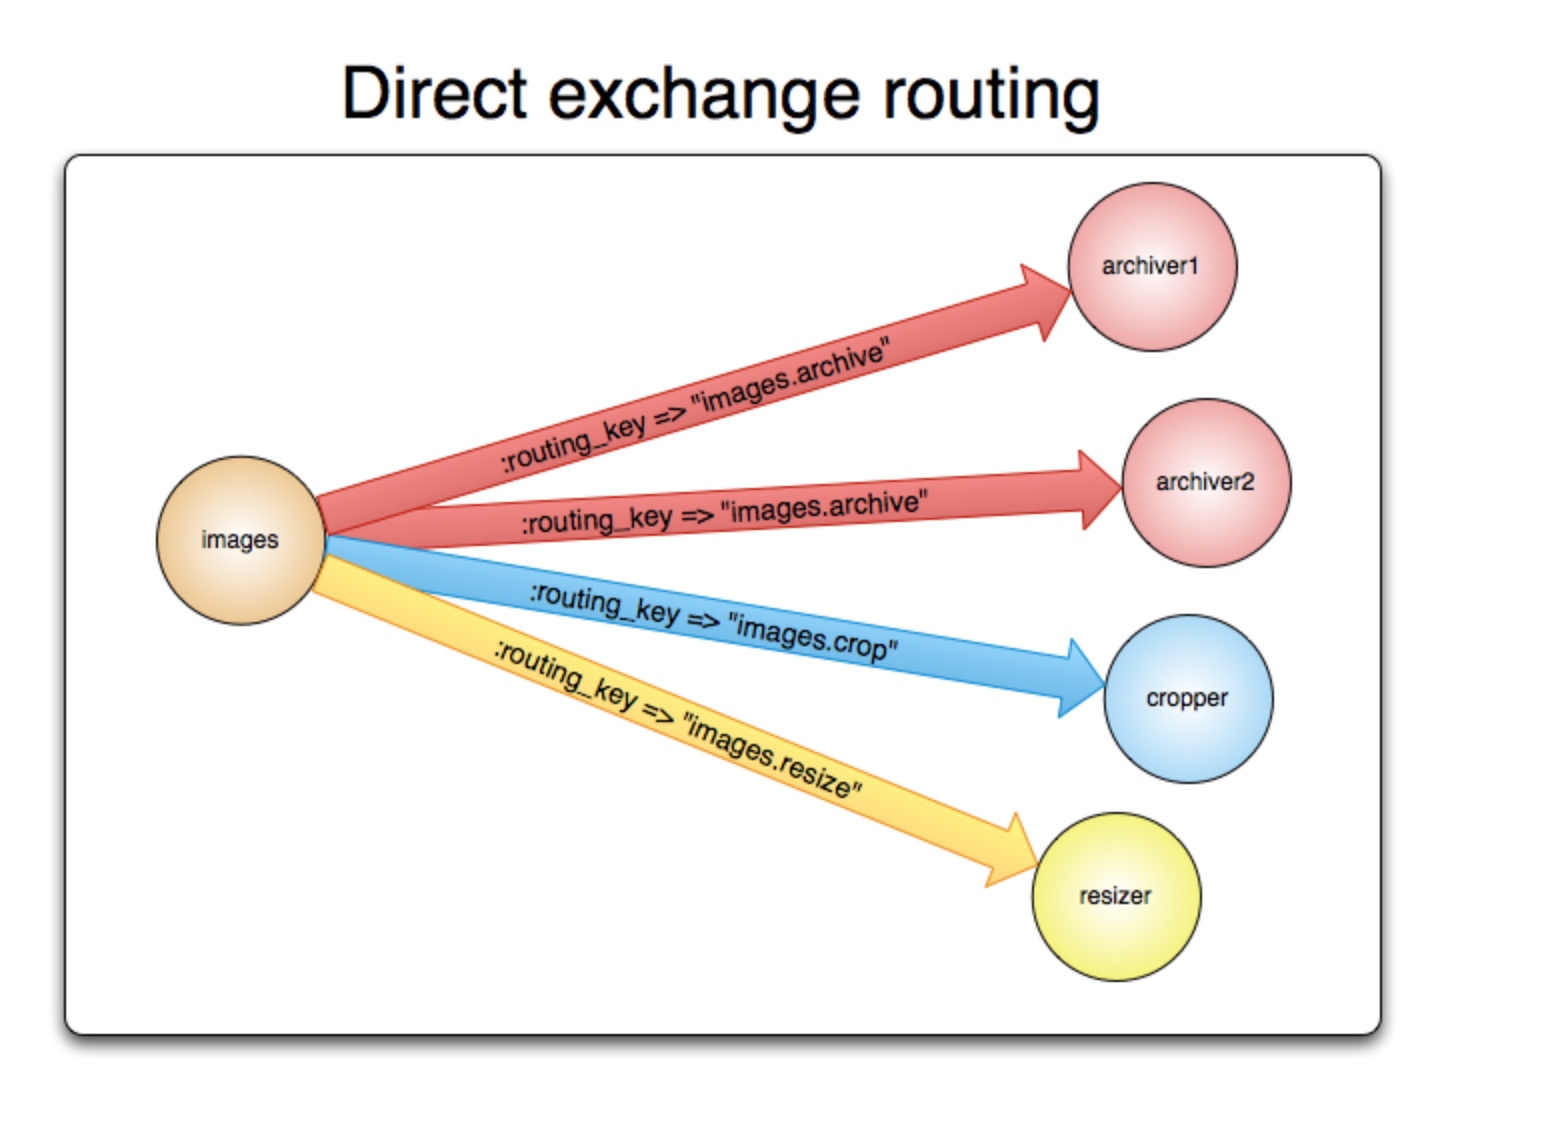 Direct exchange routing
archiver1
:routing_key => "images.archive"
archiver2
:routing_key => "images.archive"
images
:routing_key => "images.crop"
cropper
:routing_key => "images.resize"
resizer